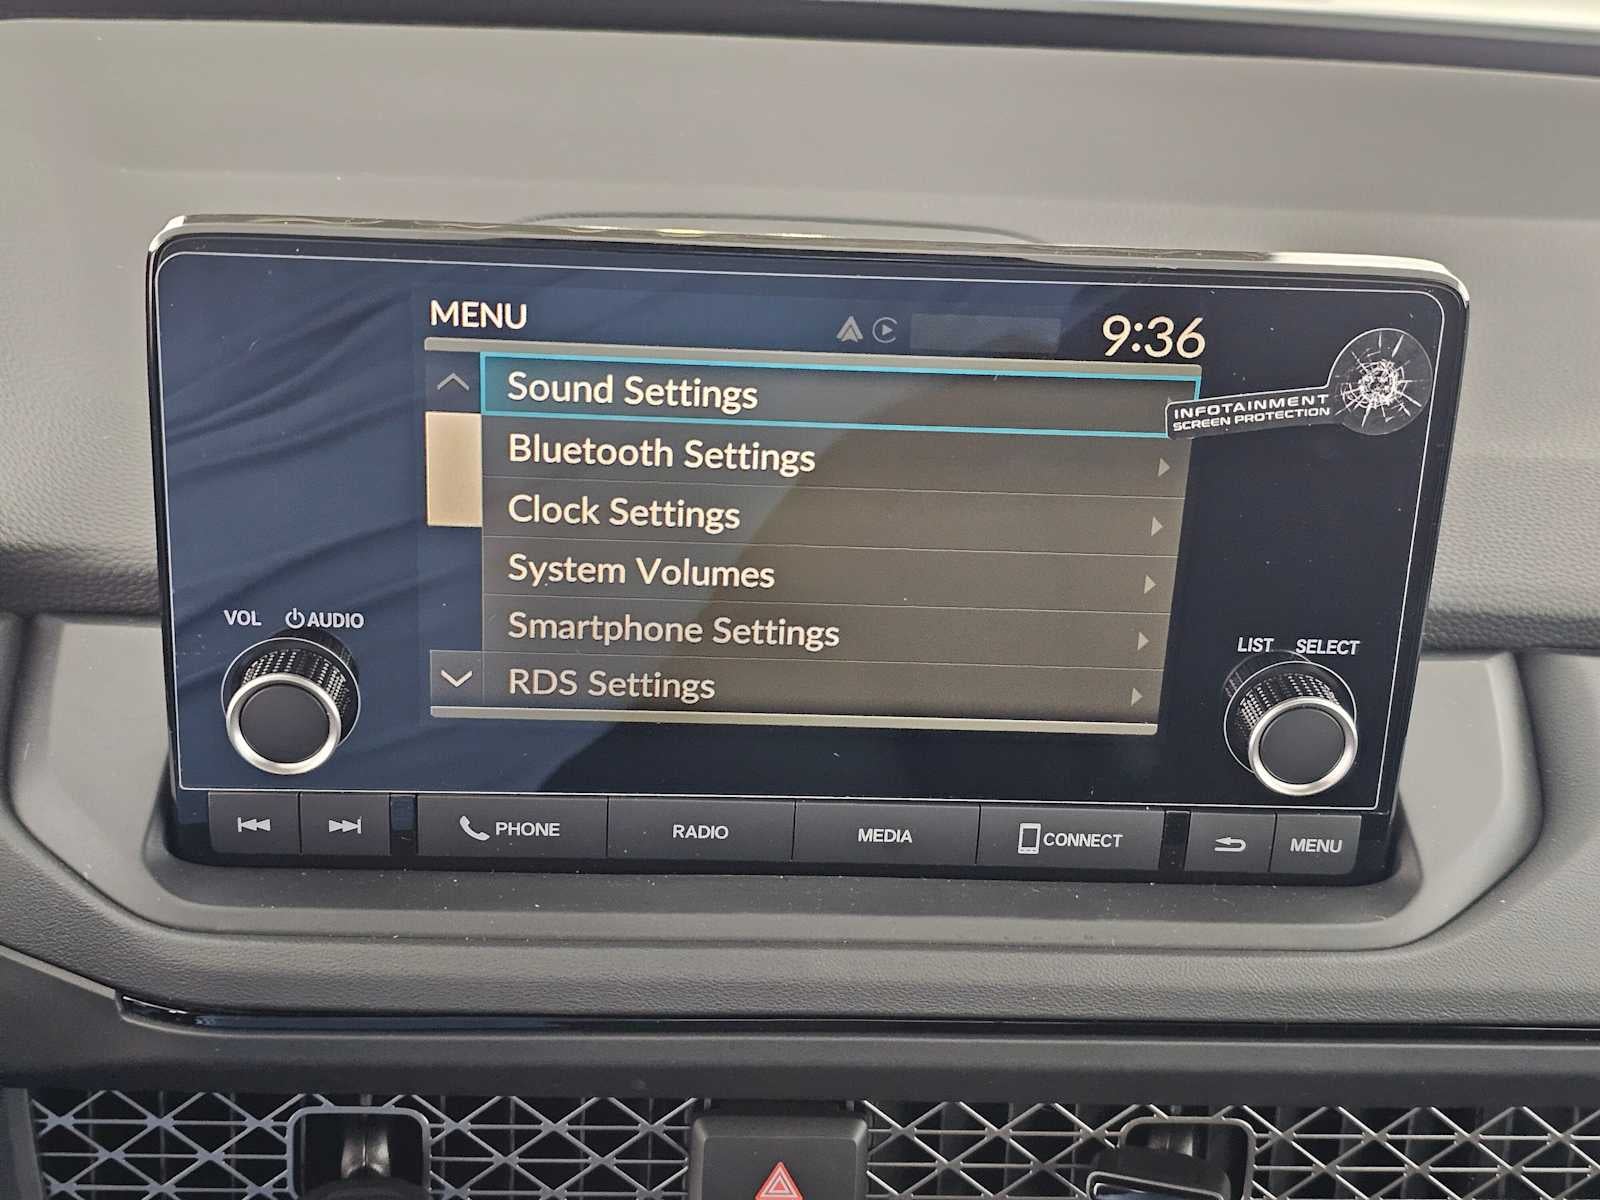 MENU
9:36
Sound Settings
INFOTAINMENT
SCREEN PROTECTION
Bluetooth Settings
Clock Settings
System Volumes
Smartphone Settings
RDS Settings
VOL AUDIO
LIST SELECT
PHONE
RADIO
MEDIA
CONNECT
MENU